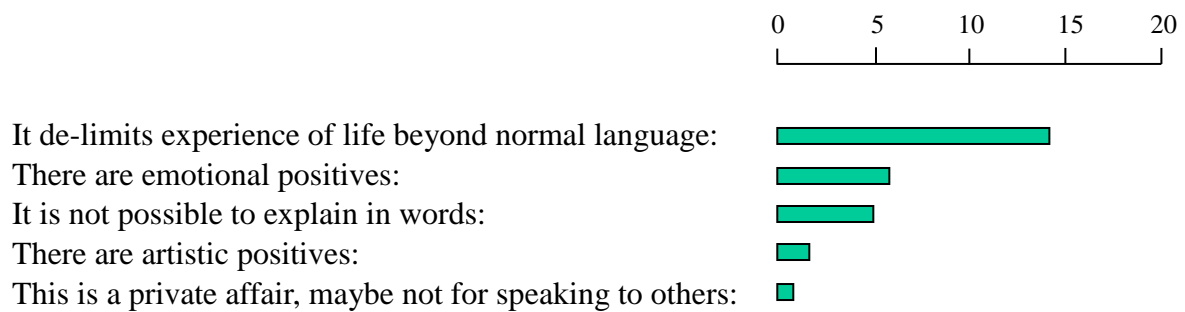 0 5 10 15 20
It de-limits experience of life beyond normal language:
There are emotional positives:
It is not possible to explain in words:
There are artistic positives:
This is a private affair, maybe not for speaking to others: